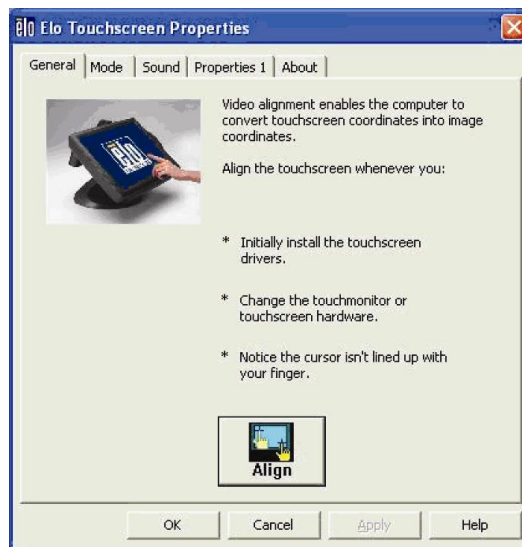 elo Elo Touchscreen Properties
General Mode Sound Properties 1 About
Video alignment enables the computer to
convert touchscreen coordinates into image
coordinates.
Align the touchscreen whenever you:
elo
* Initially install the touchscreen
drivers.
* Change the touchmonitor or
touchscreen hardware.
* Notice the cursor isn't lined up with
your finger.
Align
OK Cancel Apply Help